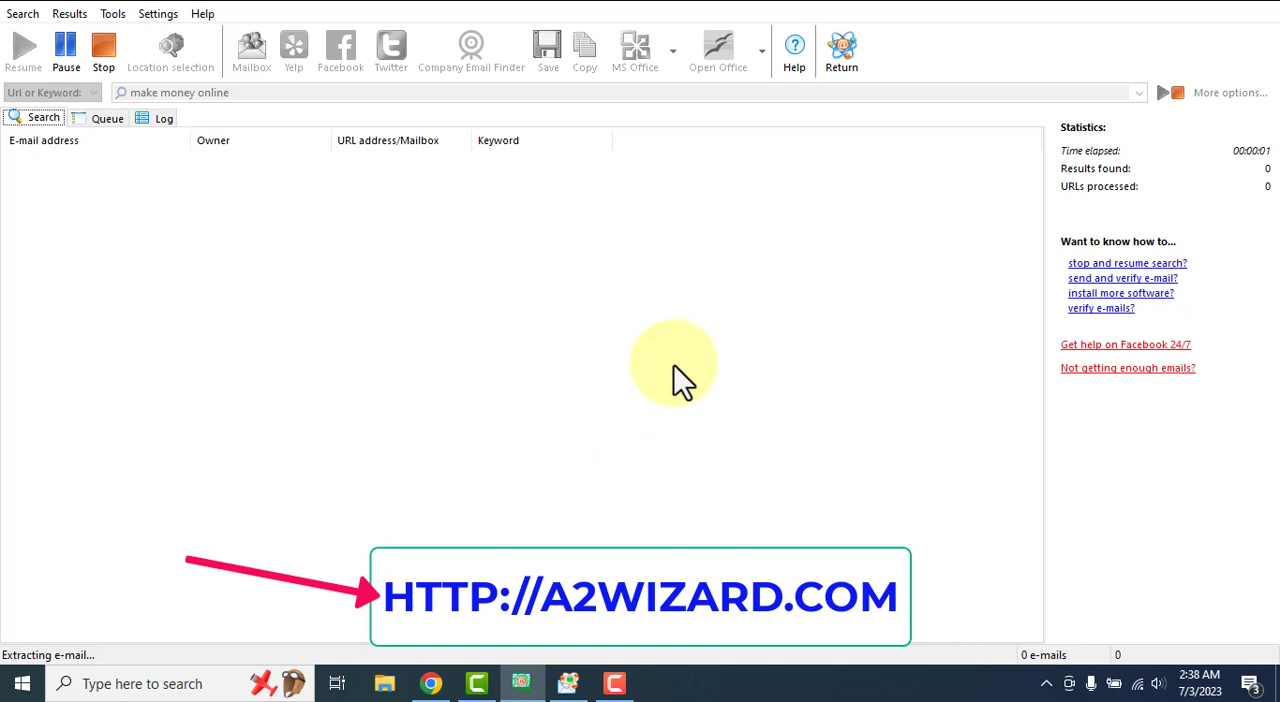 Search Results Tools Settings Help
Resume Pause Stop Location selection Mailbox Yelp Facebook Twitter Company Email Finder Save Copy MS Office Open Office Help Return
Url or Keyword: make money online More options...
Search Queue Log
E-mail address Owner URL address/Mailbox Keyword
Statistics:
Time elapsed: 00:00:01
Results found: 0
URLs processed: 0
Want to know how to...
stop and resume search?
send and verify e-mail?
install more software?
verify e-mails?
Get help on Facebook 24/7
Not getting enough emails?
HTTP://A2WIZARD.COM
Extracting e-mail... 0 e-mails 0
Type here to search 2:38 AM
7/3/2023 3